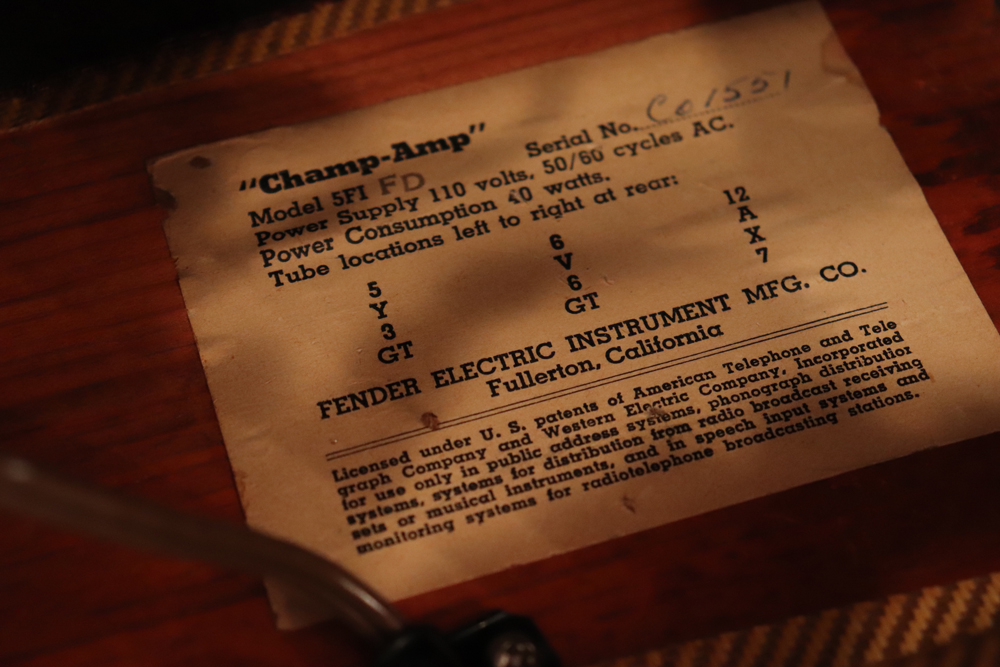 "Champ-Amp" Serial No. C01551
Model 5F1 FD
Power Supply 110 volts, 50/60 cycles AC.
Power Consumption 40 watts.
Tube locations left to right at rear:
5 6 12
Y V A
3 6 X
GT GT 7
FENDER ELECTRIC INSTRUMENT MFG. CO.
Fullerton, California
Licensed under U. S. patents of American Telephone and Tele
graph Company and Western Electric Company, Incorporated
for use only in public address systems, phonograph distribution
systems, systems for distribution from radio broadcast receiving
sets or musical instruments, and in speech input systems and
monitoring systems for radiotelephone broadcasting stations.